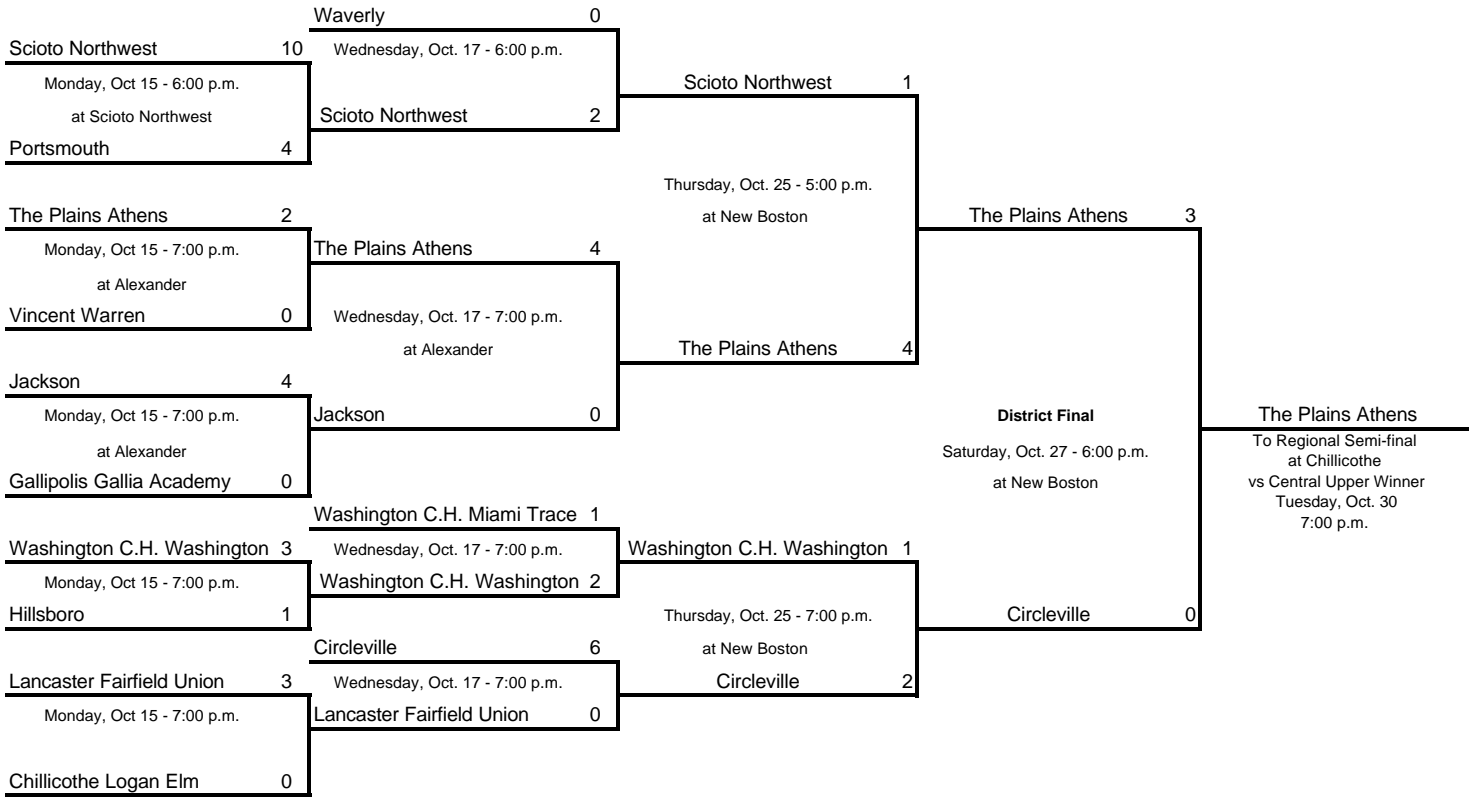 Waverly 0
Scioto Northwest 10
Wednesday, Oct. 17 - 6:00 p.m.
Monday, Oct 15 - 6:00 p.m.
Scioto Northwest 1
at Scioto Northwest
Scioto Northwest 2
Portsmouth 4
Thursday, Oct. 25 - 5:00 p.m.
The Plains Athens 2
at New Boston
The Plains Athens 3
Monday, Oct 15 - 7:00 p.m.
The Plains Athens 4
at Alexander
Vincent Warren 0
Wednesday, Oct. 17 - 7:00 p.m.
at Alexander
The Plains Athens 4
Jackson 4
Monday, Oct 15 - 7:00 p.m.
Jackson 0
District Final
The Plains Athens
at Alexander
Saturday, Oct. 27 - 6:00 p.m.
To Regional Semi-final
at Chillicothe
Gallipolis Gallia Academy 0
at New Boston
vs Central Upper Winner
Tuesday, Oct. 30
7:00 p.m.
Washington C.H. Miami Trace 1
Washington C.H. Washington 3
Wednesday, Oct. 17 - 7:00 p.m.
Washington C.H. Washington 1
Monday, Oct 15 - 7:00 p.m.
Washington C.H. Washington 2
Hillsboro 1
Thursday, Oct. 25 - 7:00 p.m.
Circleville 0
Circleville 6
at New Boston
Lancaster Fairfield Union 3
Wednesday, Oct. 17 - 7:00 p.m.
Circleville 2
Monday, Oct 15 - 7:00 p.m.
Lancaster Fairfield Union 0
Chillicothe Logan Elm 0